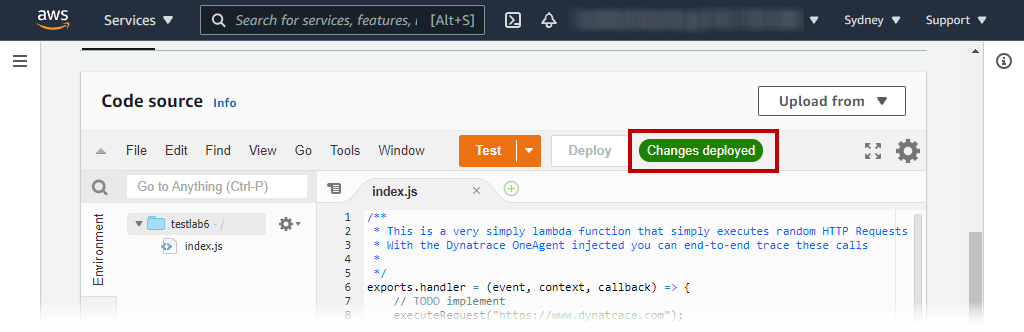 aws Services Search for services, features, [Alt+S] Sydney Support
Code source Info
Upload from
File Edit Find View Go Tools Window Test Deploy Changes deployed
Go to Anything (Ctrl-P)
index.js
Environment
testlab6 - /
index.js
1 /**
2 * This is a very simply lambda function that simply executes random HTTP Requests
3 * With the Dynatrace OneAgent injected you can end-to-end trace these calls
4 *
5 */
6 exports.handler = (event, context, callback) => {
7 // TODO implement
8 executeRequest("https://www.dynatrace.com");